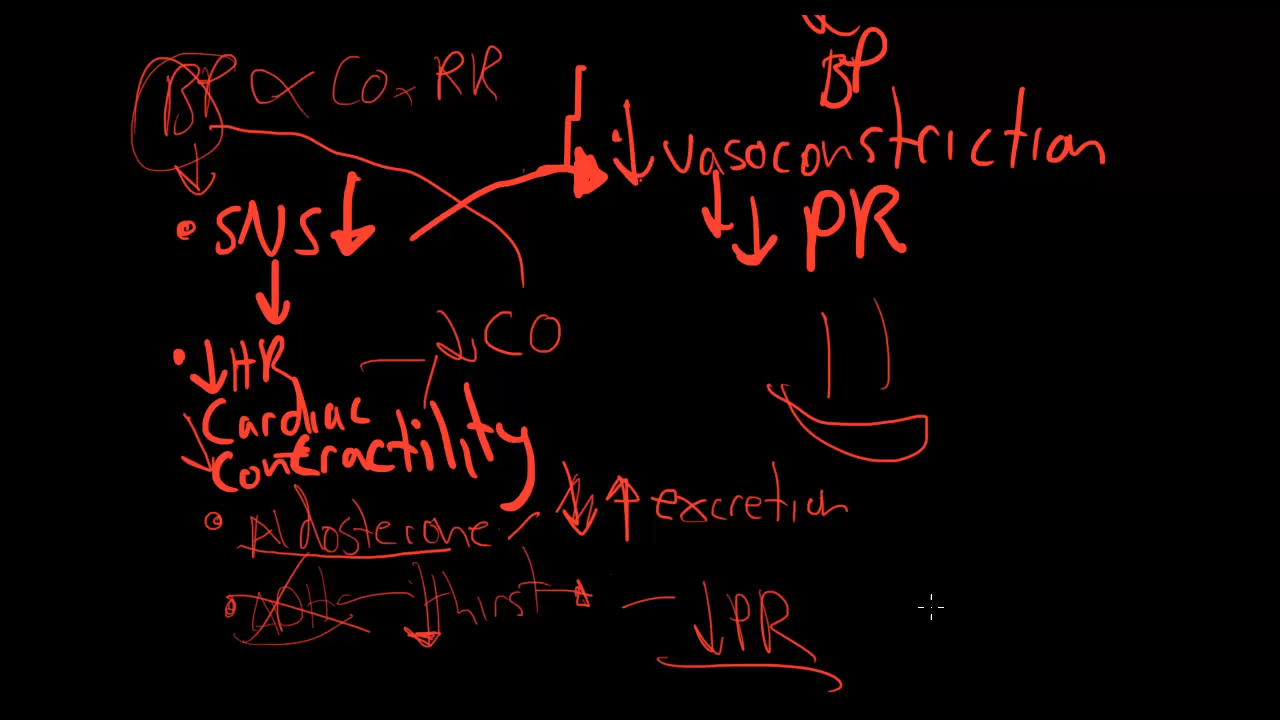 BP ∝ CO × RR
BP
↓ vasoconstriction
↓ ↓ PR
• SNS ↓
↓
• ↓ HR
↓ CO
Cardiac
↓ Contractility
• Aldosterone ↑ excretion
• ADH ↓ thirst
↓ PR